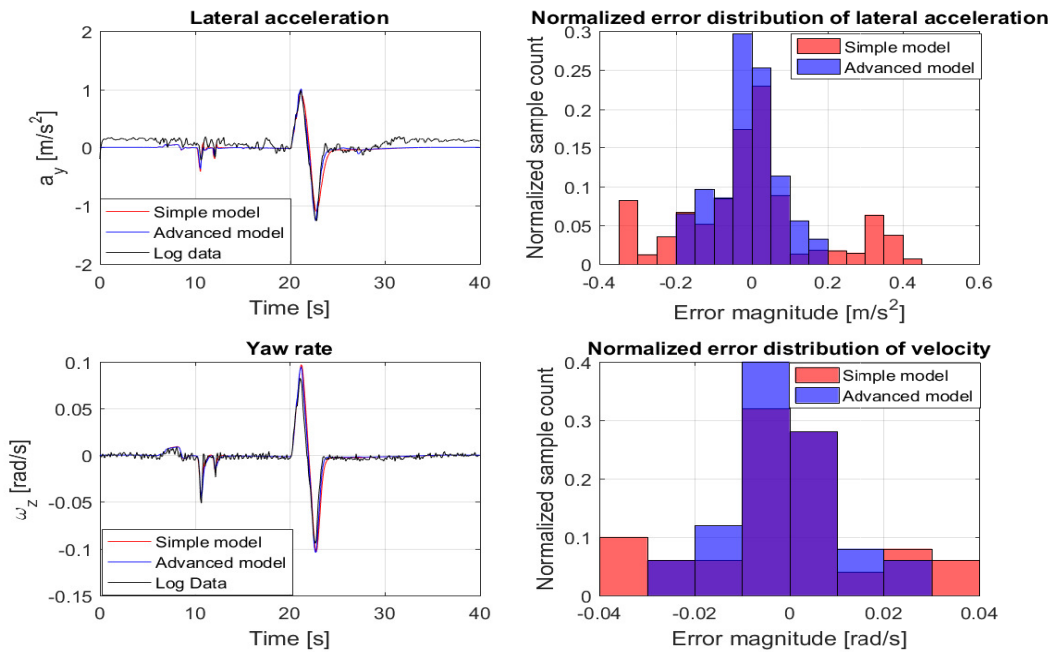 Lateral acceleration
2
1
0
-1
-2
a_y [m/s^2]
Simple model
Advanced model
Log data
0
10
20
30
40
Time [s]
Normalized error distribution of lateral acceleration
0.3
0.25
0.2
0.15
0.1
0.05
0
Normalized sample count
Simple model
Advanced model
-0.4
-0.2
0
0.2
0.4
0.6
Error magnitude [m/s^2]
Yaw rate
0.1
0.05
0
-0.05
-0.1
-0.15
ω_z [rad/s]
Simple model
Advanced model
Log Data
0
10
20
30
40
Time [s]
Normalized error distribution of velocity
0.4
0.3
0.2
0.1
0
Normalized sample count
Simple model
Advanced model
-0.04
-0.02
0
0.02
0.04
Error magnitude [rad/s]